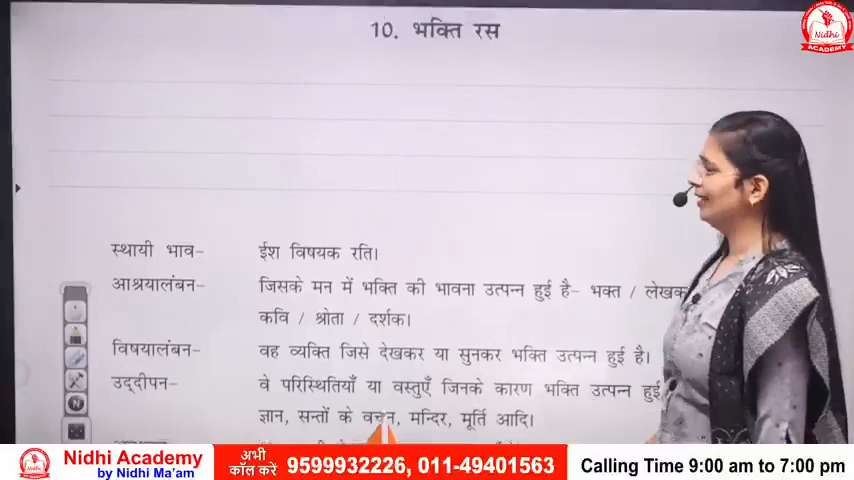 10. भक्ति रस
Nidhi
ACADEMY
स्थायी भाव- ईश विषयक रति।
आश्रयालंबन- जिसके मन में भक्ति की भावना उत्पन्न हुई है- भक्त / लेखक
कवि / श्रोता / दर्शक।
विषयालंबन- वह व्यक्ति जिसे देखकर या सुनकर भक्ति उत्पन्न हुई है।
उद्दीपन- वे परिस्थितियाँ या वस्तुएँ जिनके कारण भक्ति उत्पन्न हुई
ज्ञान, सन्तों के वचन, मन्दिर, मूर्ति आदि।
Nidhi Academy
by Nidhi Ma'am
अभी
कॉल करें
9599932226, 011-49401563
Calling Time 9:00 am to 7:00 pm